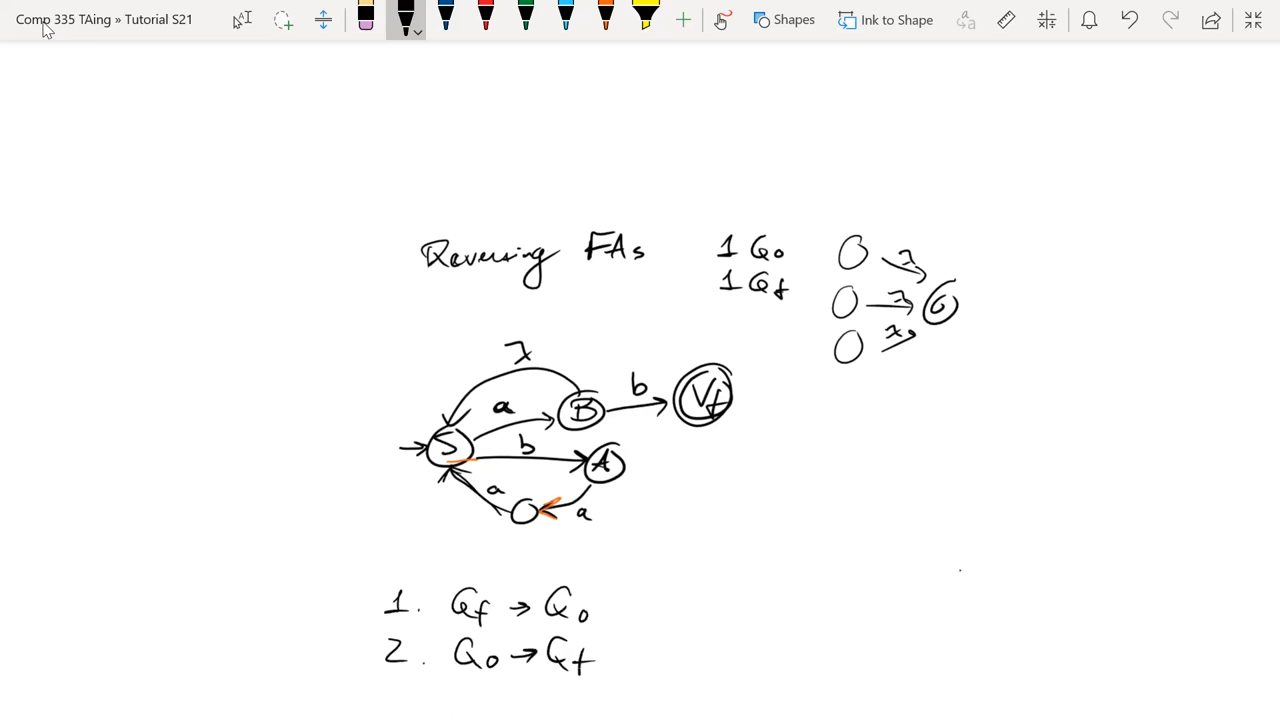 Comp 335 TAing » Tutorial S21
Shapes
Ink to Shape
Reversing FAs
1 Q0
1 Qf
λ
λ
λ
λ
a
B
b
Vf
S
b
A
a
a
1. Qf → Q0
2. Q0 → Qf